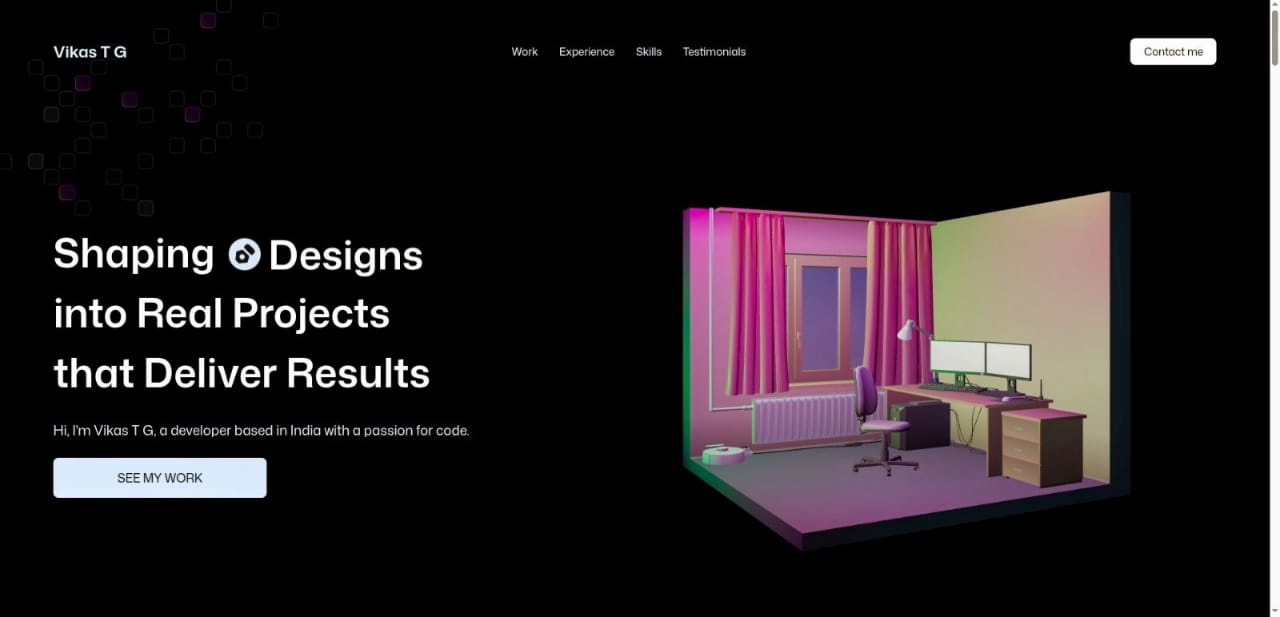 Vikas T G
Work
Experience
Skills
Testimonials
Contact me
Shaping Designs
into Real Projects
that Deliver Results
Hi, I'm Vikas T G, a developer based in India with a passion for code.
SEE MY WORK